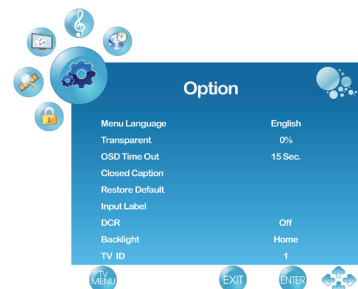 Option
Menu Language English
Transparent 0%
OSD Time Out 15 Sec.
Closed Caption
Restore Default
Input Label
DCR Off
Backlight Home
TV ID 1
TV
MENU EXIT ENTER